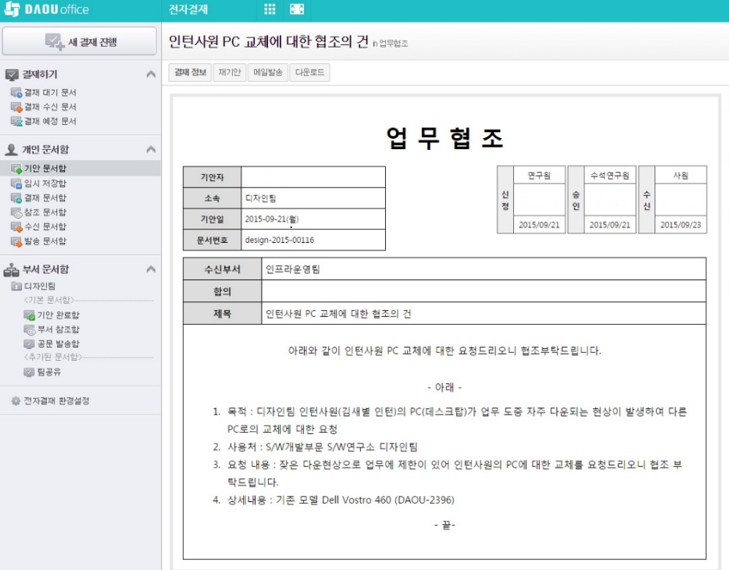 DAOU office
전자결재
새 결재 진행
결재하기
결재 대기 문서
결재 수신 문서
결재 예정 문서
개인 문서함
기안 문서함
임시 저장함
결재 문서함
참조 문서함
수신 문서함
발송 문서함
부서 문서함
디자인팀
<기본 문서함>
기안 완료함
부서 참조함
공문 발송함
<추가된 문서함>
팀공유
전자결재 환경설정
인턴사원 PC 교체에 대한 협조의 건 in 업무협조
결재 정보 재기안 메일발송 다운로드
업 무 협 조
기안자
소속 디자인팀
기안일 2015-09-21(월)
문서번호 design-2015-00116
신청 연구원 2015/09/21
승인 수석연구원 2015/09/21
수신 사원 2015/09/23
수신부서 인프라운영팀
합의
제목 인턴사원 PC 교체에 대한 협조의 건
아래와 같이 인턴사원 PC 교체에 대한 요청드리오니 협조부탁드립니다.
- 아래 -
1. 목적 : 디자인팀 인턴사원(김새별 인턴)의 PC(데스크탑)가 업무 도중 자주 다운되는 현상이 발생하여 다른
PC로의 교체에 대한 요청
2. 사용처 : S/W개발부문 S/W연구소 디자인팀
3. 요청 내용 : 잦은 다운현상으로 업무에 제한이 있어 인턴사원의 PC에 대한 교체를 요청드리오니 협조 부
탁드립니다.
4. 상세내용 : 기존 모델 Dell Vostro 460 (DAOU-2396)
- 끝-